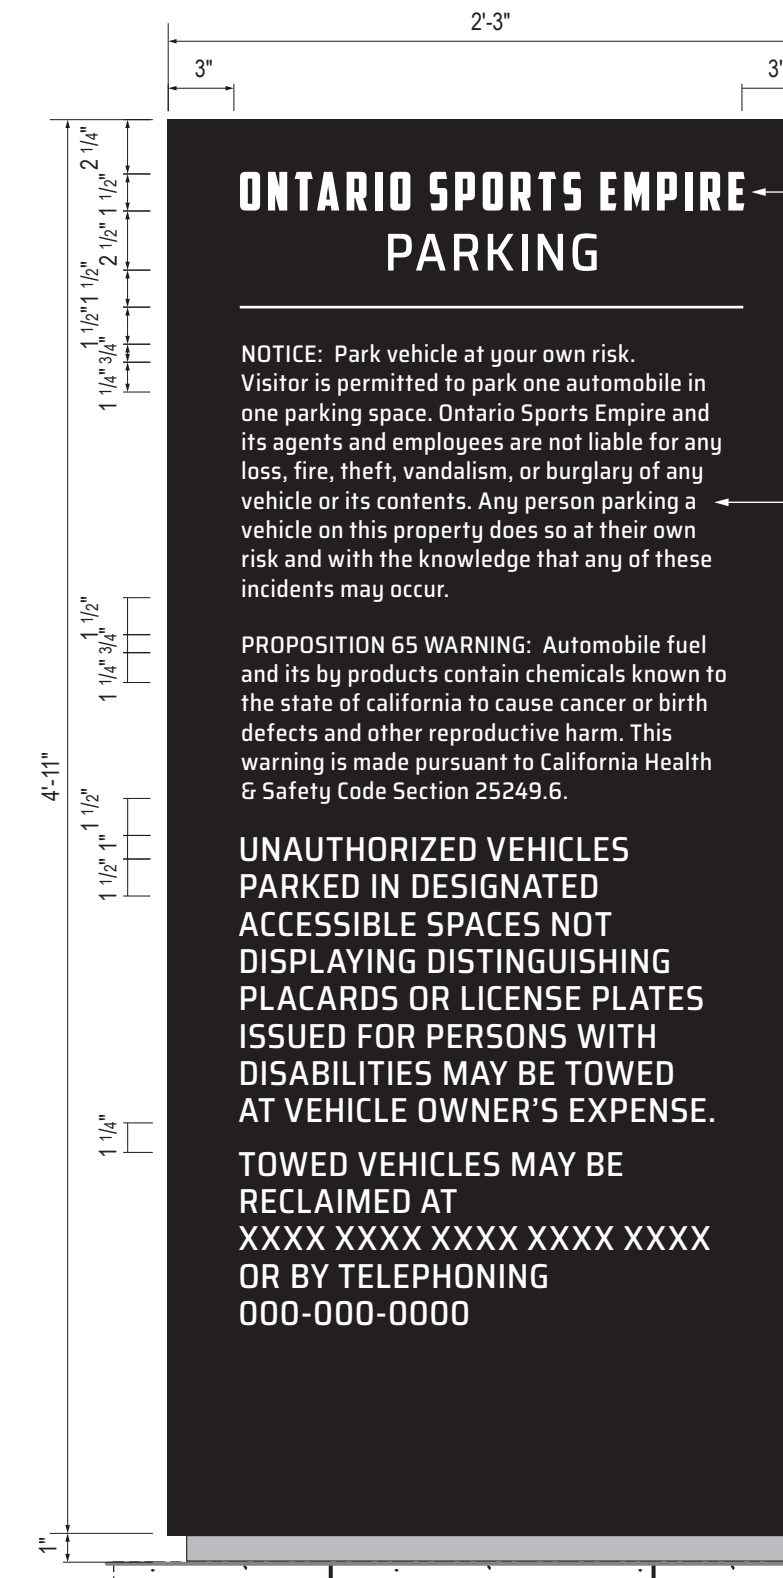 2'-3"
3"
3"
2 1/4"
1 1/2"
2 1/2"
1 1/2"
1 1/2"
3/4"
1 1/4"
ONTARIO SPORTS EMPIRE
PARKING
NOTICE:  Park vehicle at your own risk.
Visitor is permitted to park one automobile in
one parking space. Ontario Sports Empire and
its agents and employees are not liable for any
loss, fire, theft, vandalism, or burglary of any
vehicle or its contents. Any person parking a
vehicle on this property does so at their own
risk and with the knowledge that any of these
incidents may occur.
1 1/2"
3/4"
1 1/4"
PROPOSITION 65 WARNING:  Automobile fuel
and its by products contain chemicals known to
the state of california to cause cancer or birth
defects and other reproductive harm. This
warning is made pursuant to California Health
& Safety Code Section 25249.6.
4'-11"
1 1/2"
1"
1 1/2"
UNAUTHORIZED VEHICLES
PARKED IN DESIGNATED
ACCESSIBLE SPACES NOT
DISPLAYING DISTINGUISHING
PLACARDS OR LICENSE PLATES
ISSUED FOR PERSONS WITH
DISABILITIES MAY BE TOWED
AT VEHICLE OWNER’S EXPENSE.
1 1/4"
TOWED VEHICLES MAY BE
RECLAIMED AT
XXXX XXXX XXXX XXXX XXXX
OR BY TELEPHONING
000-000-0000
1"